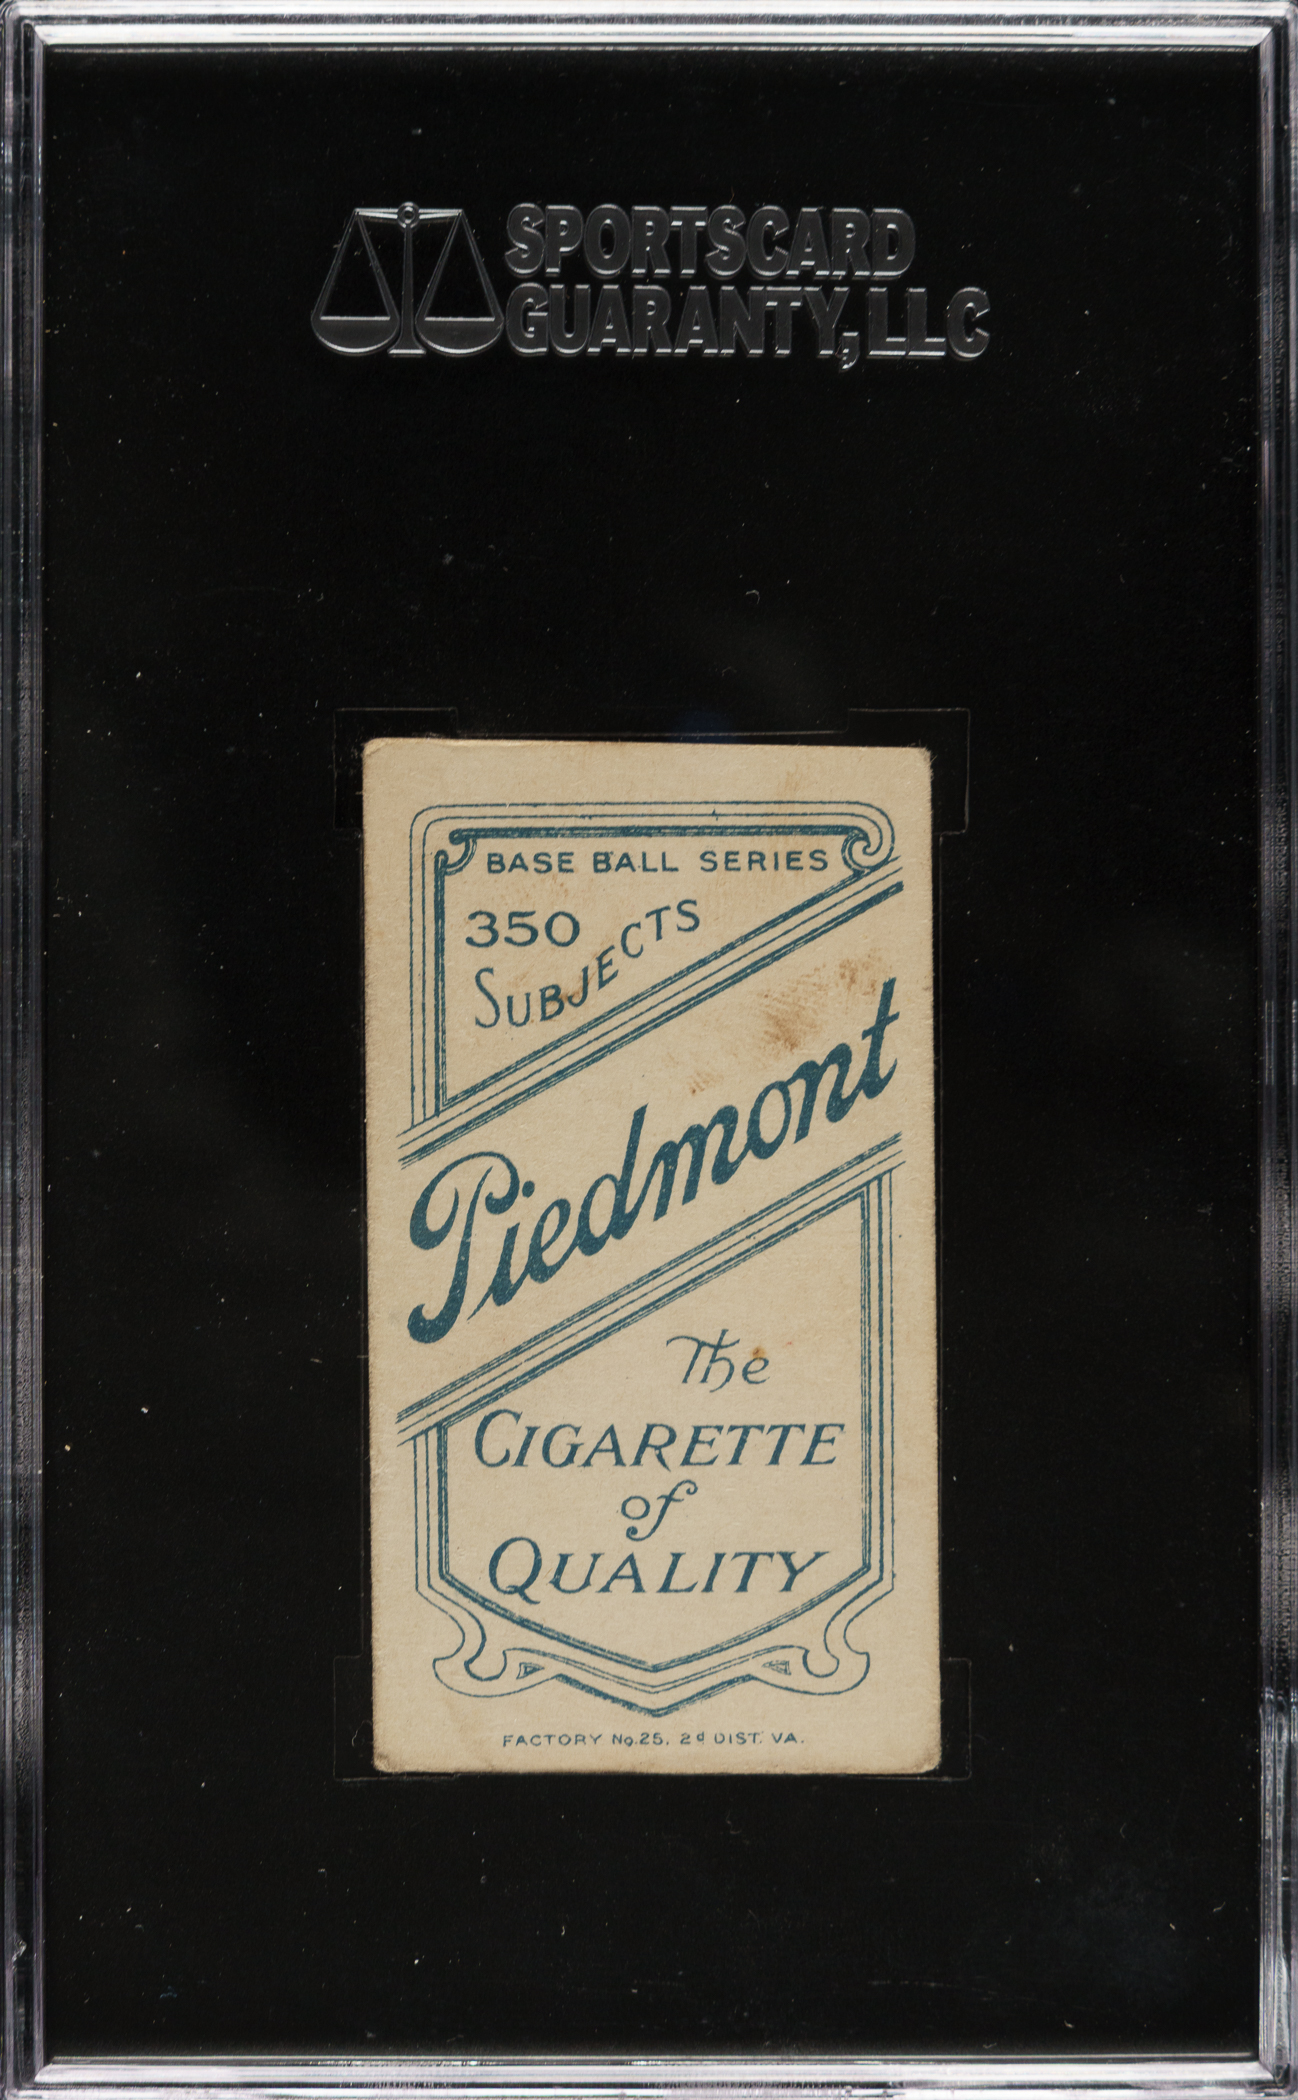 SPORTSCARD
GUARANTY, LLC
BASE BALL SERIES
350
SUBJECTS
Piedmont
The
CIGARETTE
of
QUALITY
FACTORY No.25, 2d DIST. VA.